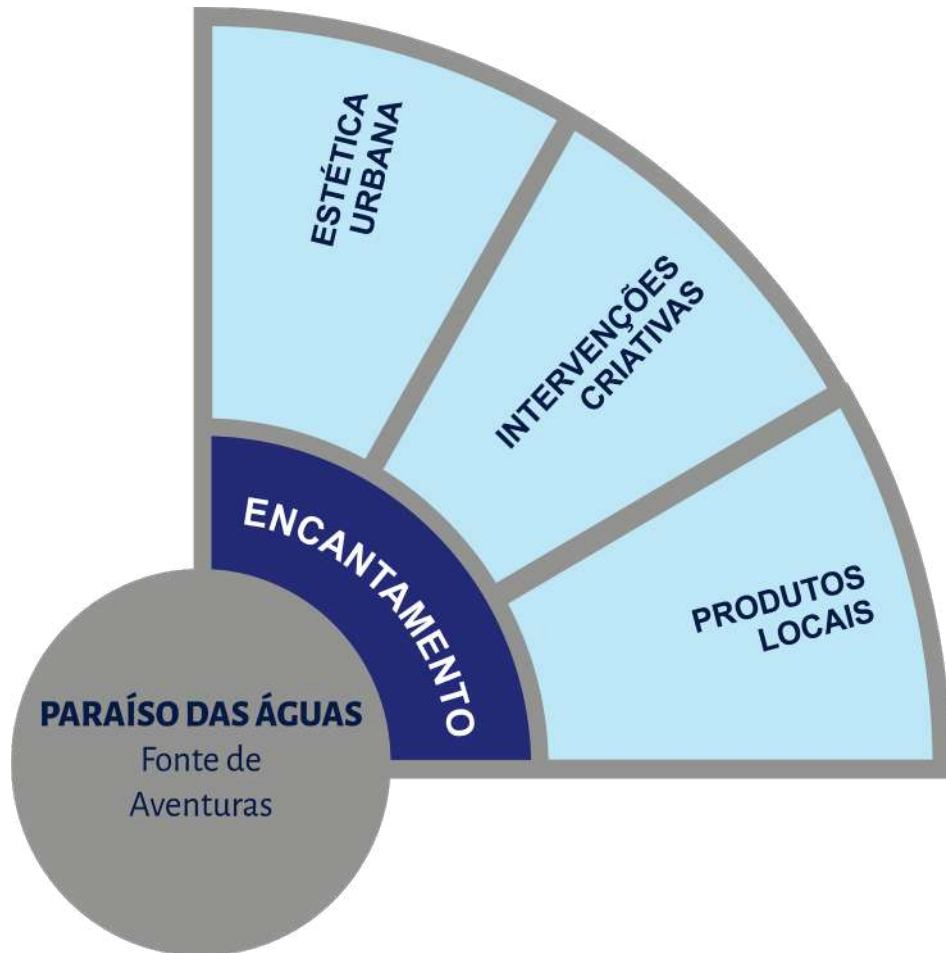 ESTÉTICA
URBANA
INTERVENÇÕES
CRIATIVAS
PRODUTOS
LOCAIS
ENCANTAMENTO
PARAÍSO DAS ÁGUAS
Fonte de
Aventuras